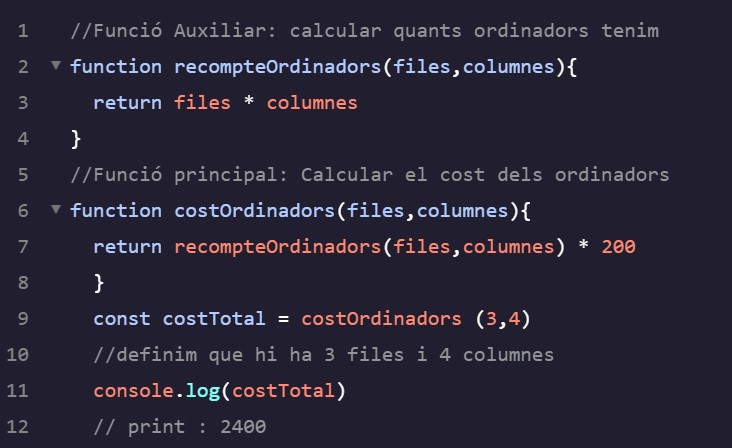 1 //Funció Auxiliar: calcular quants ordinadors tenim
2 function recompteOrdinadors(files,columnes){
3 return files * columnes
4 }
5 //Funció principal: Calcular el cost dels ordinadors
6 function costOrdinadors(files,columnes){
7 return recompteOrdinadors(files,columnes) * 200
8 }
9 const costTotal = costOrdinadors (3,4)
10 //definim que hi ha 3 files i 4 columnes
11 console.log(costTotal)
12 // print : 2400